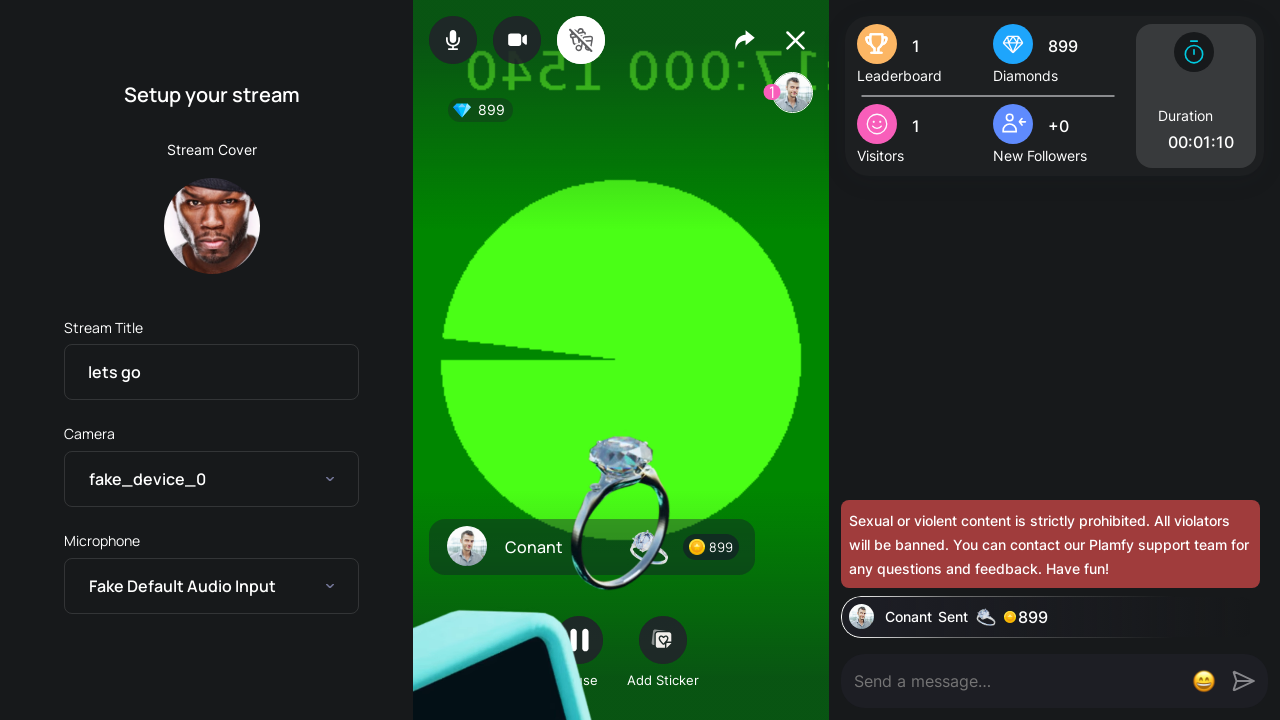 Setup your stream
Stream Cover
Stream Title
lets go
Camera
fake_device_0
Microphone
Fake Default Audio Input
:17:000 1540
1
899
Conant
899
se
Add Sticker
1
Leaderboard
899
Diamonds
1
Visitors
+0
New Followers
Duration
00:01:10
Sexual or violent content is strictly prohibited. All violators
will be banned. You can contact our Plamfy support team for
any questions and feedback. Have fun!
Conant Sent 899
Send a message...